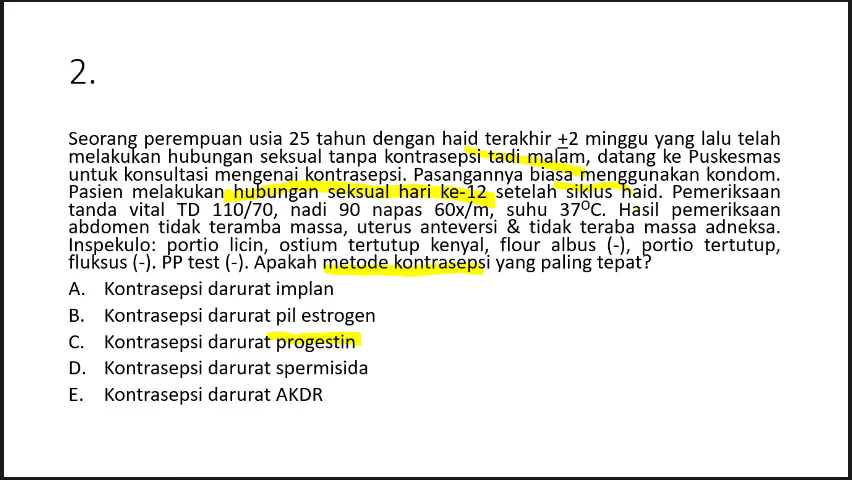 2.
Seorang perempuan usia 25 tahun dengan haid terakhir +2 minggu yang lalu telah
melakukan hubungan seksual tanpa kontrasepsi tadi malam, datang ke Puskesmas
untuk konsultasi mengenai kontrasepsi. Pasangannya biasa menggunakan kondom.
Pasien melakukan hubungan seksual hari ke-12 setelah siklus haid. Pemeriksaan
tanda vital TD 110/70, nadi 90 napas 60x/m, suhu 37⁰C. Hasil pemeriksaan
abdomen tidak teramba massa, uterus anteversi & tidak teraba massa adneksa.
Inspekulo: portio licin, ostium tertutup kenyal, flour albus (-), portio tertutup,
fluksus (-). PP test (-). Apakah metode kontrasepsi yang paling tepat?
A. Kontrasepsi darurat implan
B. Kontrasepsi darurat pil estrogen
C. Kontrasepsi darurat progestin
D. Kontrasepsi darurat spermisida
E. Kontrasepsi darurat AKDR